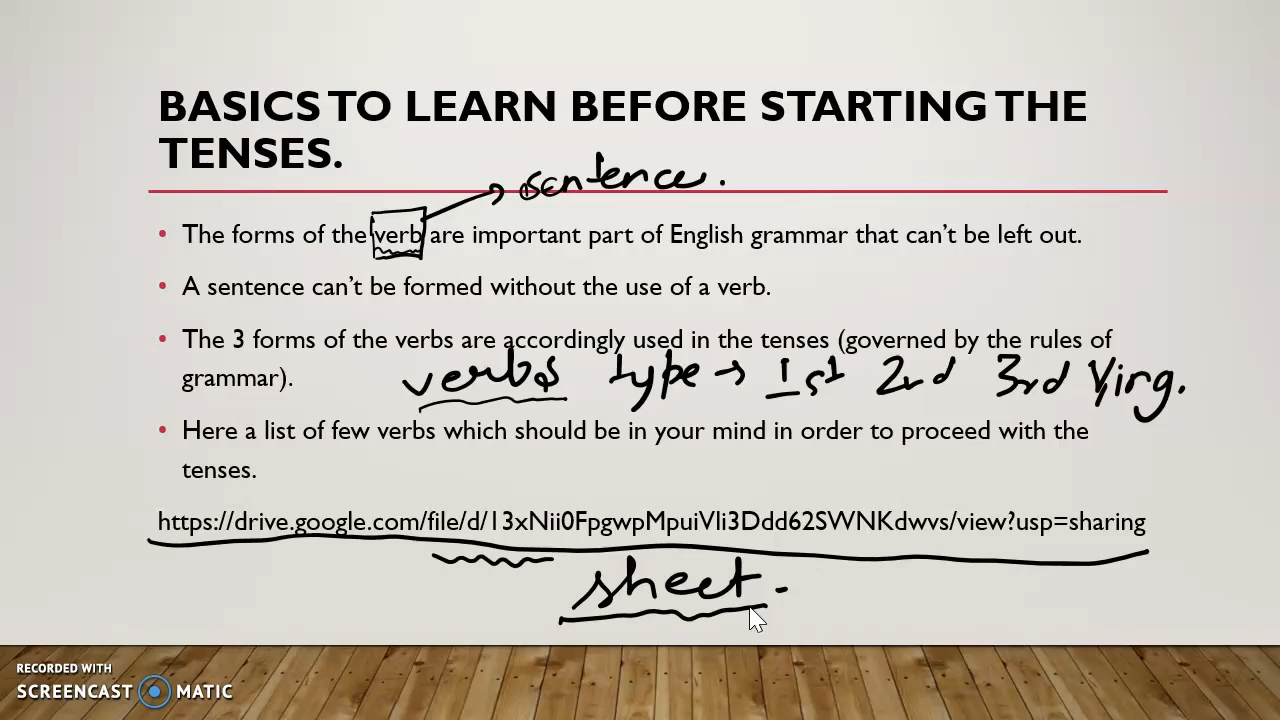 BASICS TO LEARN BEFORE STARTING THE
TENSES.
sentence.
• The forms of the verb are important part of English grammar that can't be left out.
• A sentence can't be formed without the use of a verb.
• The 3 forms of the verbs are accordingly used in the tenses (governed by the rules of
grammar).
verbs type → 1st 2nd 3rd Ving.
• Here a list of few verbs which should be in your mind in order to proceed with the
tenses.
https://drive.google.com/file/d/13xNii0FpgwpMpuiVli3Ddd62SWNKdwvs/view?usp=sharing
sheet.
RECORDED WITH
SCREENCAST MATIC